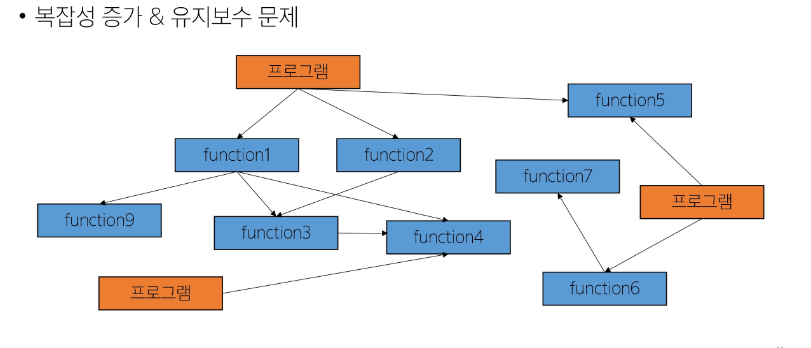 • 복잡성 증가 & 유지보수 문제
프로그램
function5
function1
function2
function7
프로그램
function9
function3
function4
프로그램
function6